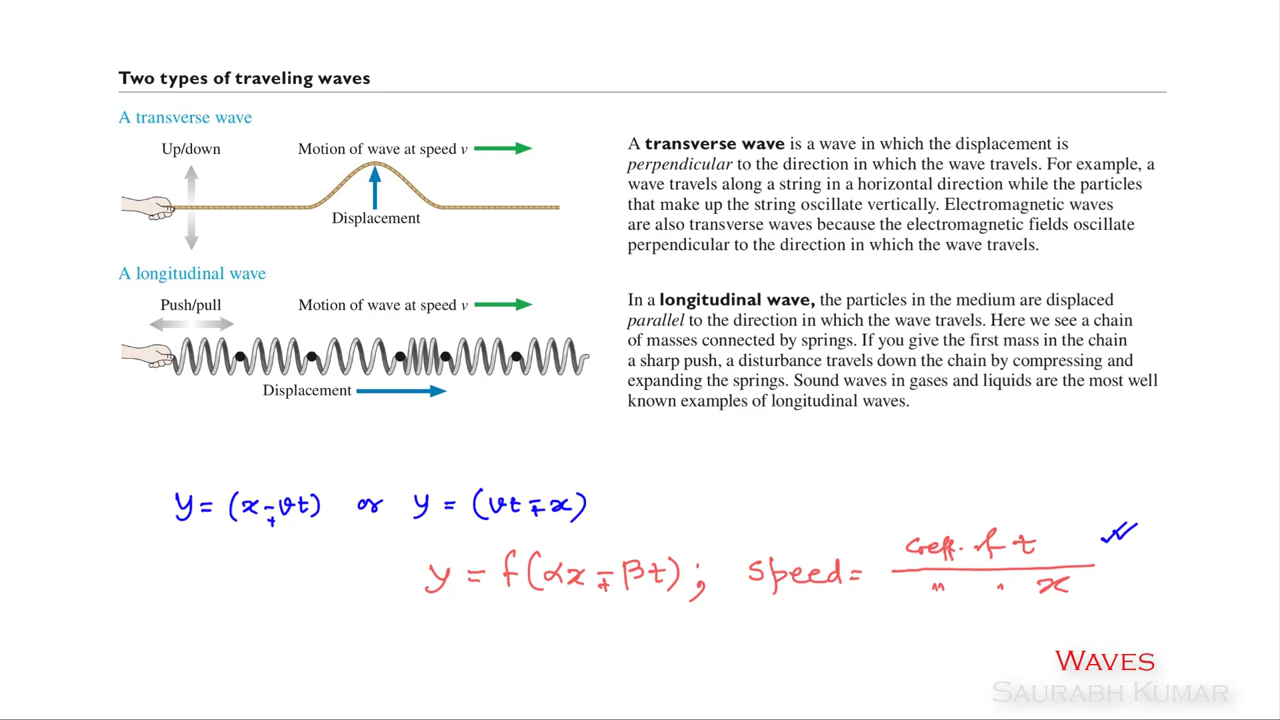 Two types of traveling waves
A transverse wave
Up/down
Motion of wave at speed v
Displacement
A transverse wave is a wave in which the displacement is
perpendicular to the direction in which the wave travels. For example, a
wave travels along a string in a horizontal direction while the particles
that make up the string oscillate vertically. Electromagnetic waves
are also transverse waves because the electromagnetic fields oscillate
perpendicular to the direction in which the wave travels.
A longitudinal wave
Push/pull
Motion of wave at speed v
Displacement
In a longitudinal wave, the particles in the medium are displaced
parallel to the direction in which the wave travels. Here we see a chain
of masses connected by springs. If you give the first mass in the chain
a sharp push, a disturbance travels down the chain by compressing and
expanding the springs. Sound waves in gases and liquids are the most well
known examples of longitudinal waves.
y = (x ∓ vt) or y = (vt ∓ x)
y = f(αx ∓ βt); Speed = Coeff. of t / " " x
WAVES
SAURABH KUMAR